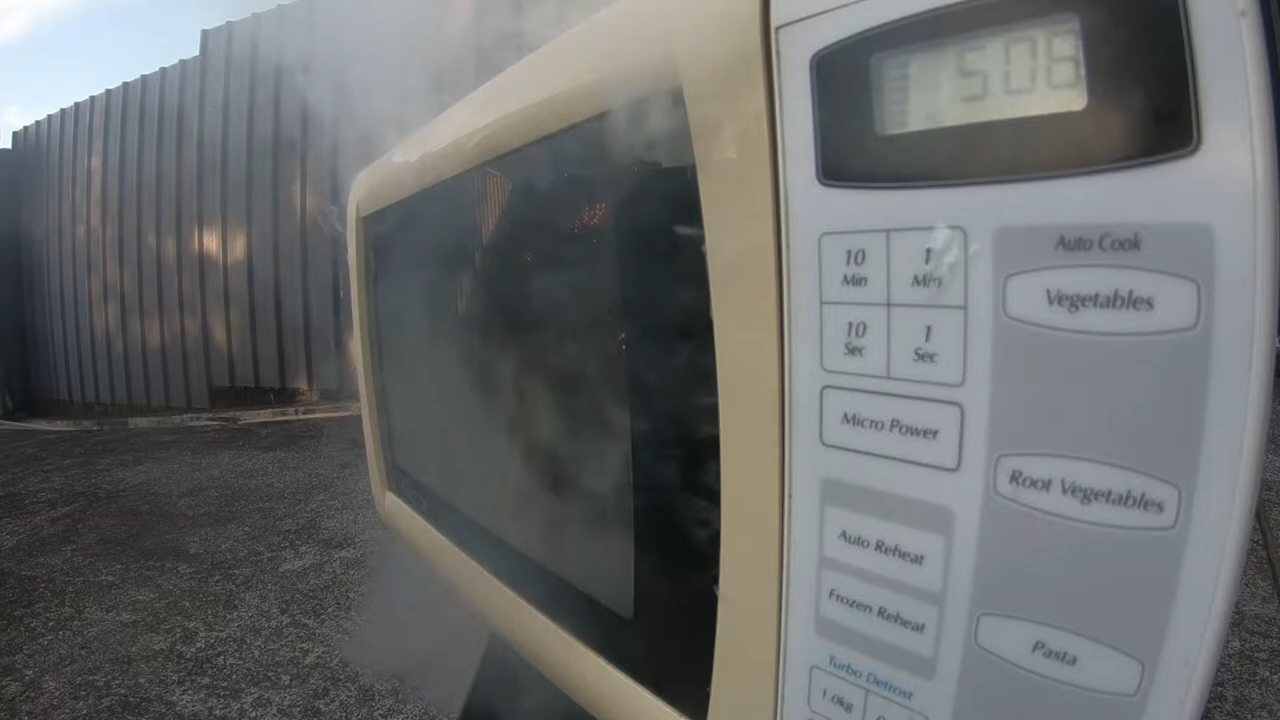 5:06
10
Min
1
Min
10
Sec
1
Sec
Micro Power
Auto Reheat
Frozen Reheat
Turbo Defrost
1.0kg
Auto Cook
Vegetables
Root Vegetables
Pasta